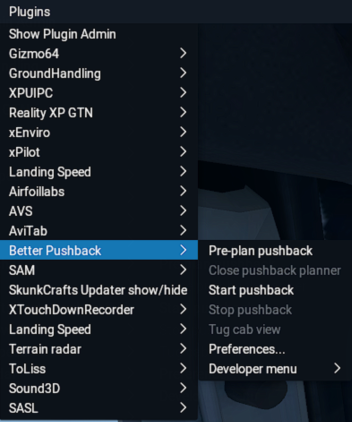 Plugins
Show Plugin Admin
Gizmo64
GroundHandling
XPUIPC
Reality XP GTN
xEnviro
xPilot
Landing Speed
Airfoillabs
AVS
AviTab
Better Pushback
SAM
SkunkCrafts Updater show/hide
XTouchDownRecorder
Landing Speed
Terrain radar
ToLiss
Sound3D
SASL
Pre-plan pushback
Close pushback planner
Start pushback
Stop pushback
Tug cab view
Preferences...
Developer menu